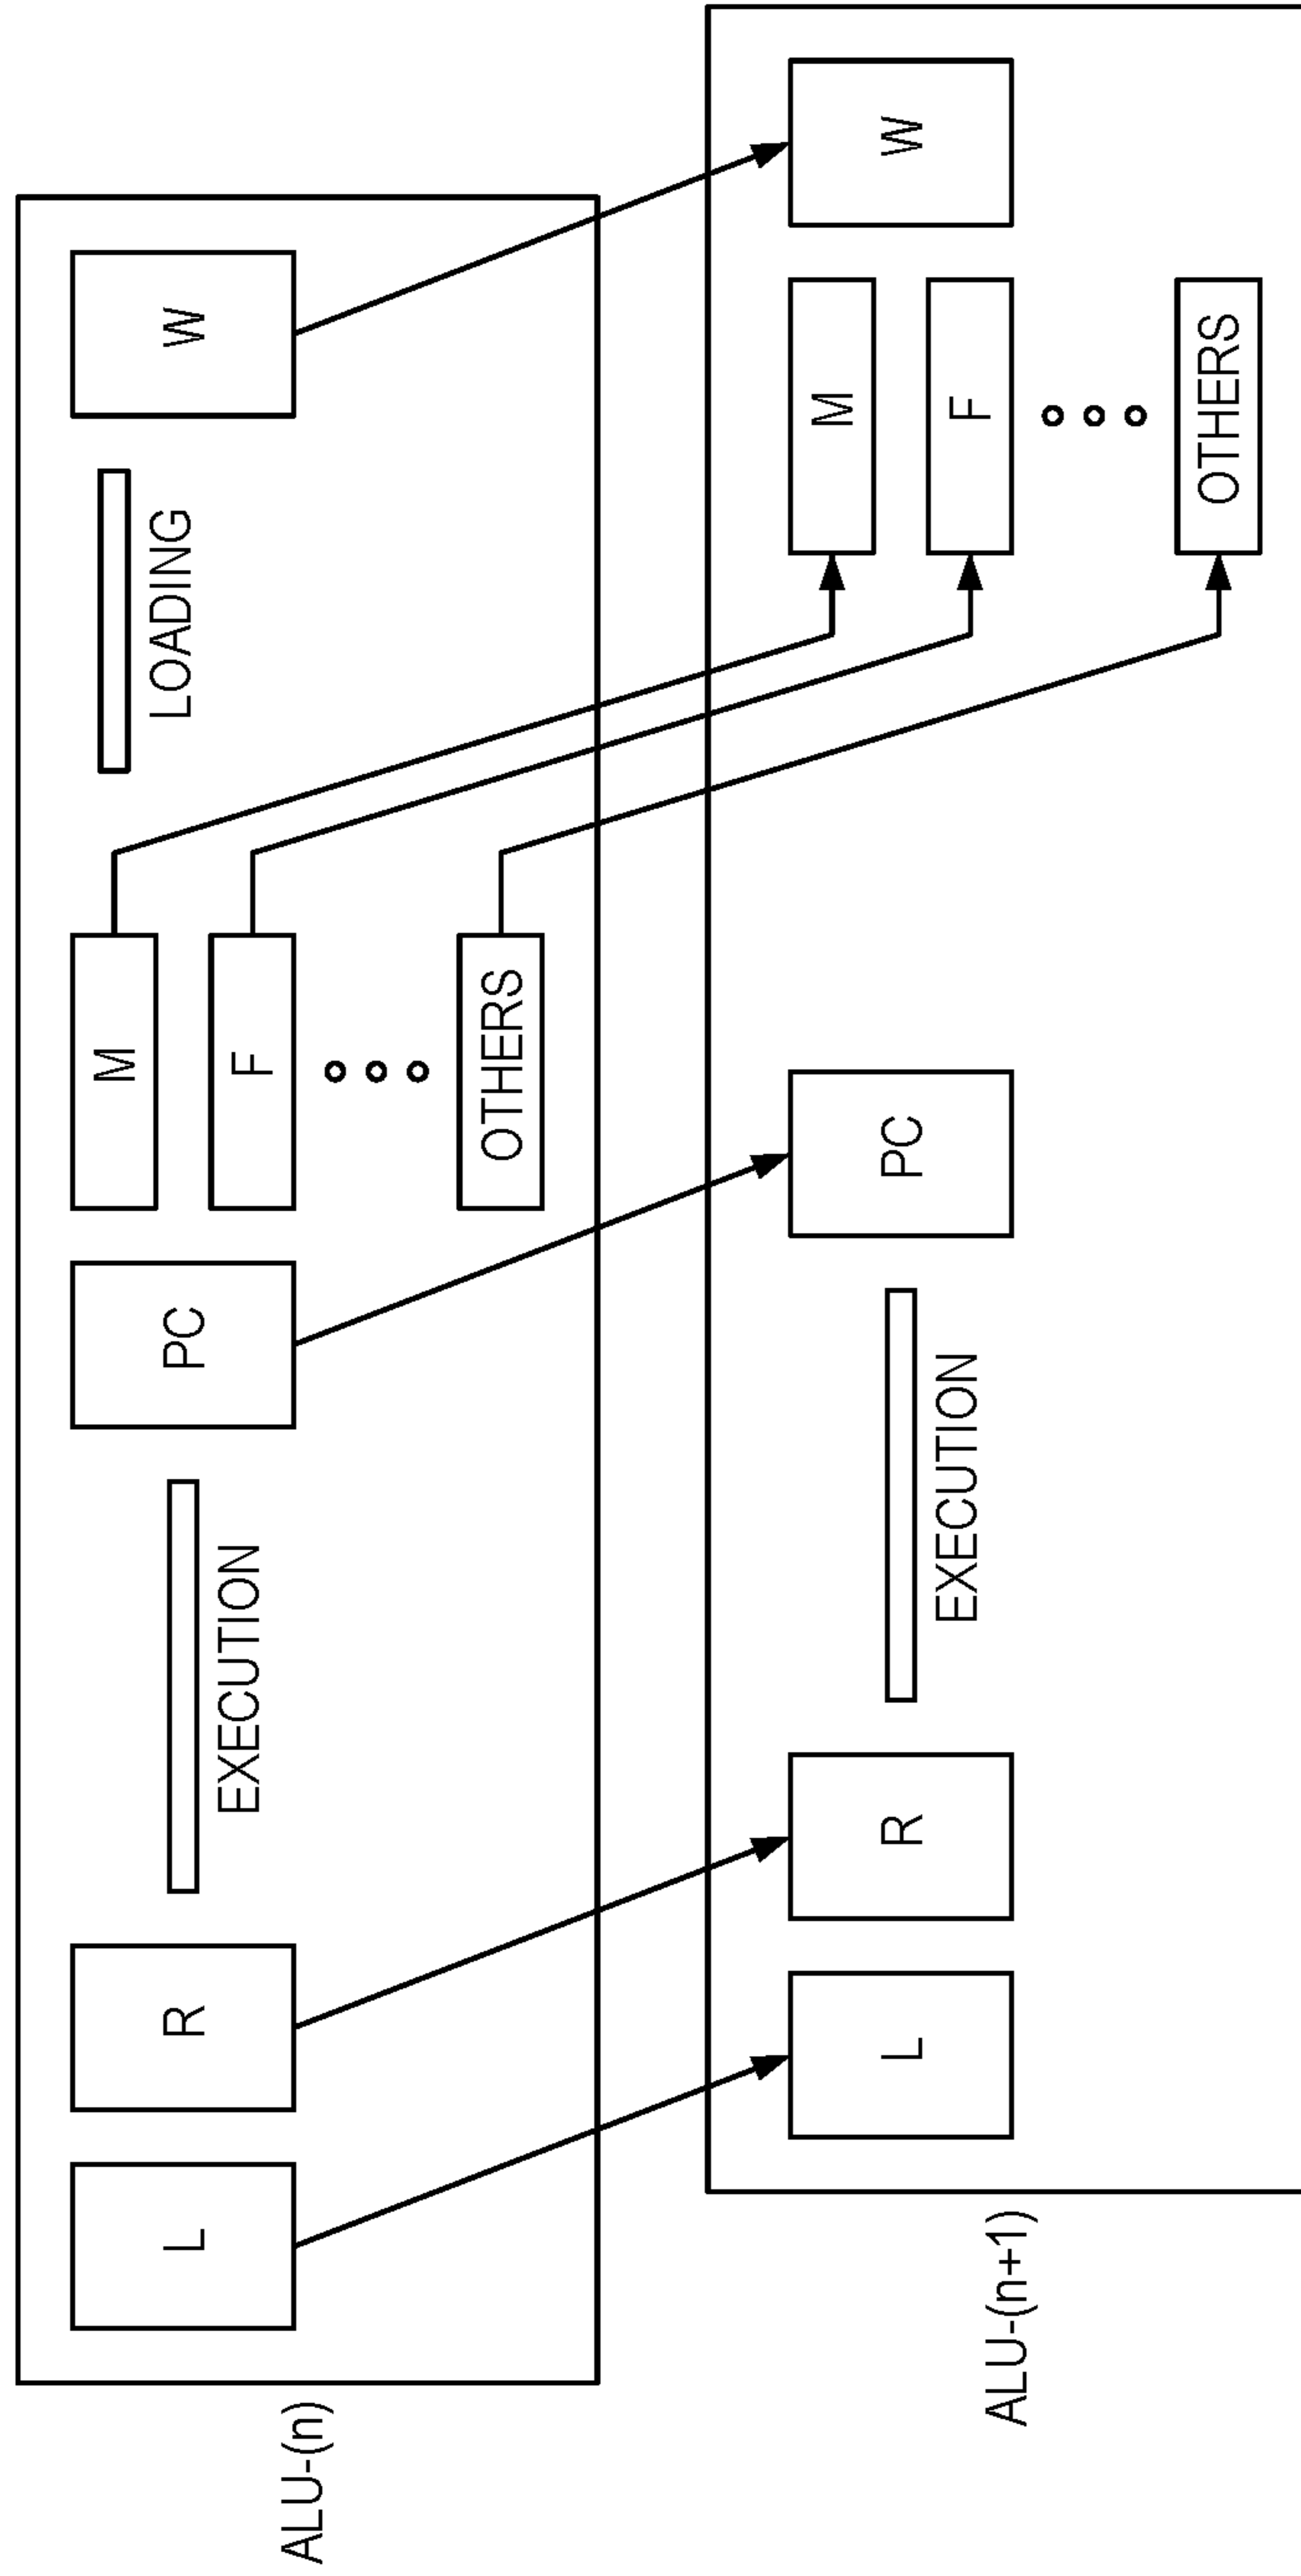 ALU-(n)
L
R
EXECUTION
PC
M
F
OTHERS
LOADING
W
ALU-(n+1)
L
R
EXECUTION
PC
M
F
OTHERS
W